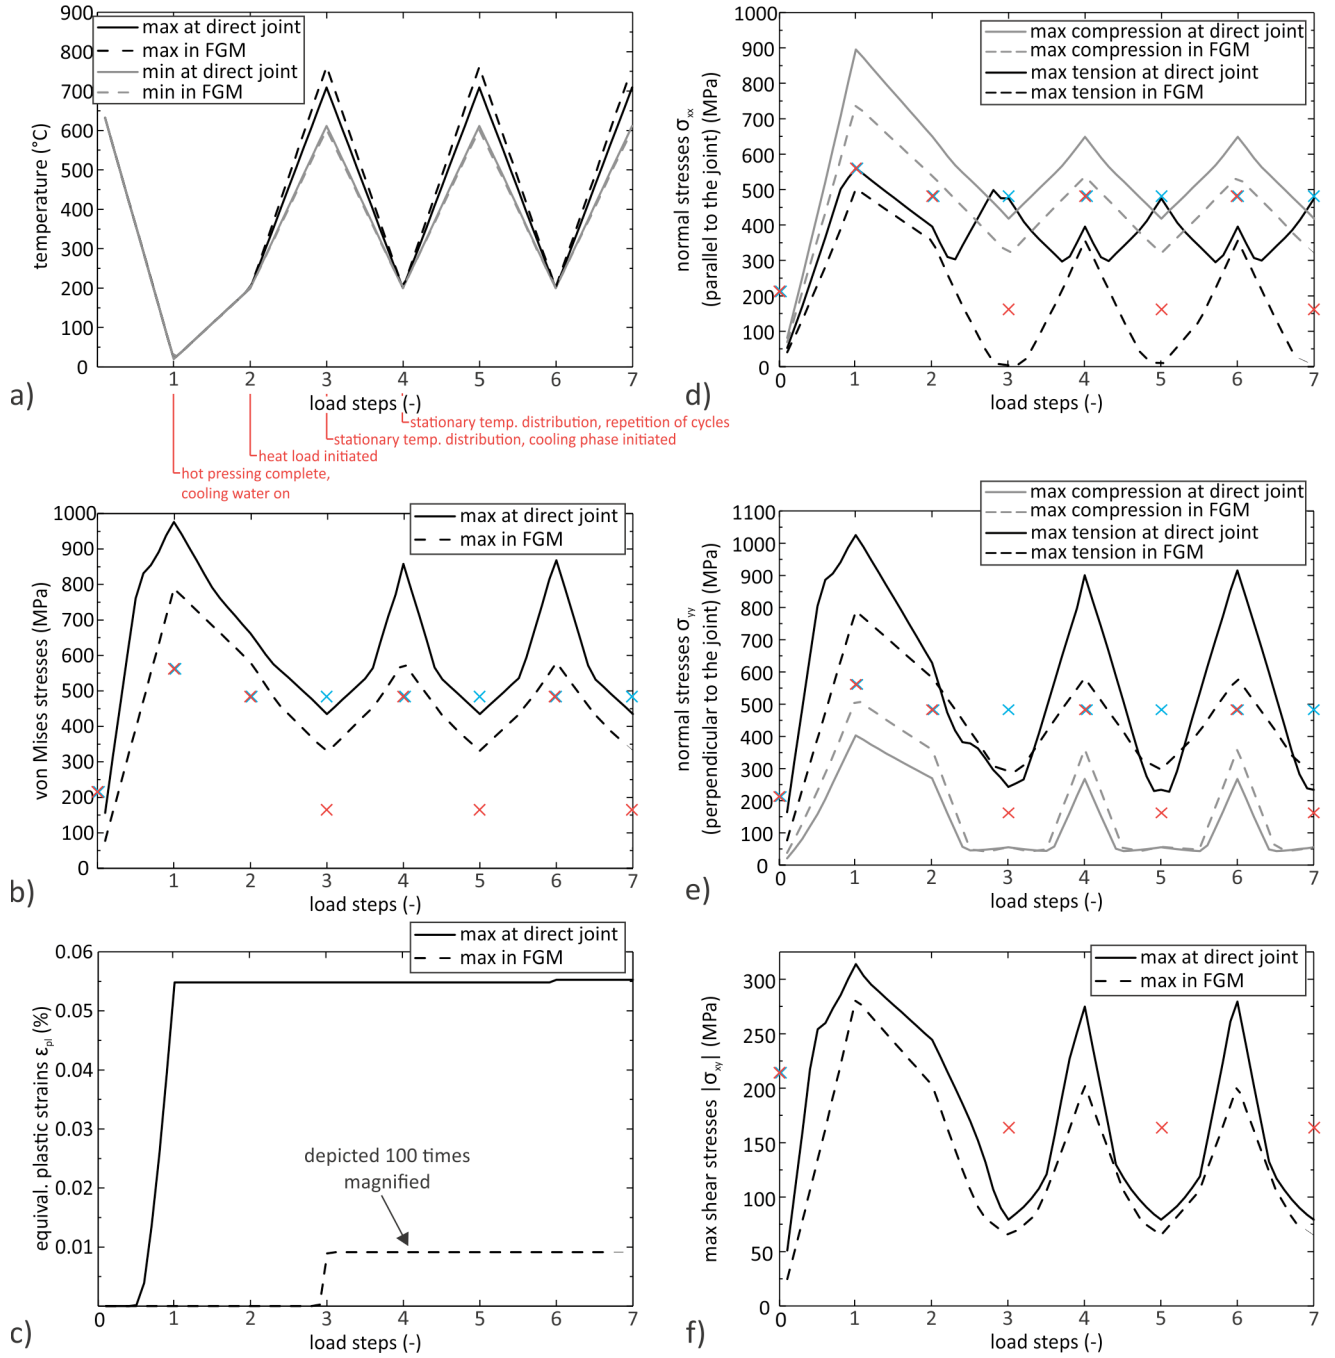 900
800
700
600
500
400
300
200
100
0
temperature (°C)
max at direct joint
max in FGM
min at direct joint
min in FGM
1 2 3 4 5 6 7
load steps (-)
a)
stationary temp. distribution, repetition of cycles
stationary temp. distribution, cooling phase initiated
heat load initiated
hot pressing complete,
cooling water on
1000
900
800
700
600
500
400
300
200
100
0
normal stresses σxx
(parallel to the joint) (MPa)
max compression at direct joint
max compression in FGM
max tension at direct joint
max tension in FGM
0 1 2 3 4 5 6 7
load steps (-)
d)
1000
900
800
700
600
500
400
300
200
100
0
von Mises stresses (MPa)
max at direct joint
max in FGM
1 2 3 4 5 6 7
load steps (-)
b)
1100
1000
900
800
700
600
500
400
300
200
100
0
normal stresses σyy
(perpendicular to the joint) (MPa)
max compression at direct joint
max compression in FGM
max tension at direct joint
max tension in FGM
0 1 2 3 4 5 6 7
load steps (-)
e)
0.06
0.05
0.04
0.03
0.02
0.01
equival. plastic strains εpl (%)
max at direct joint
max in FGM
depicted 100 times
magnified
0 1 2 3 4 5 6 7
load steps (-)
c)
300
250
200
150
100
50
0
max shear stresses |σxy| (MPa)
max at direct joint
max in FGM
0 1 2 3 4 5 6 7
load steps (-)
f)